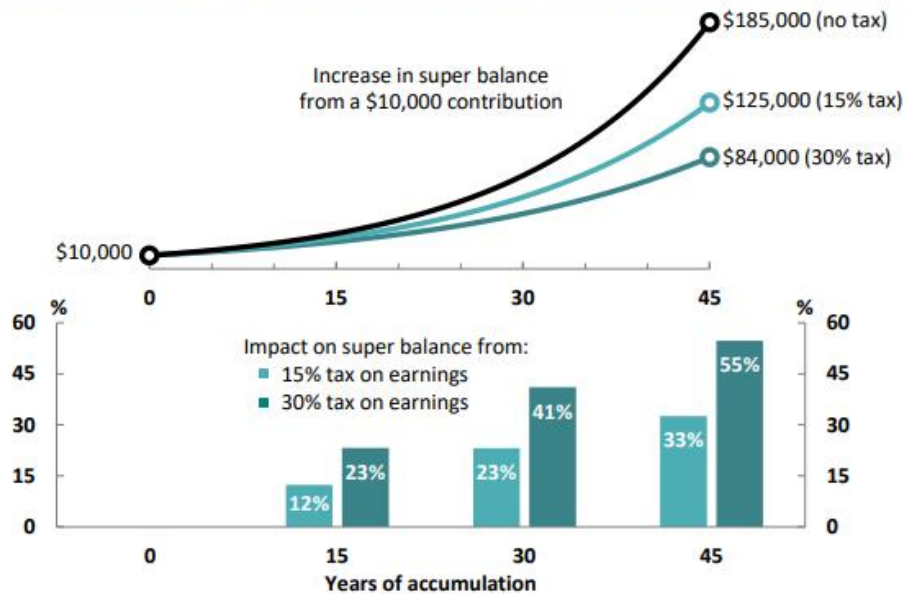 $185,000 (no tax)
Increase in super balance
from a $10,000 contribution
$125,000 (15% tax)
$84,000 (30% tax)
$10,000
0 15 30 45
% %
60 60
Impact on super balance from:
15% tax on earnings
30% tax on earnings
45 45
30 30
15 15
0 0
12% 23% 23% 41% 33% 55%
0 15 30 45
Years of accumulation